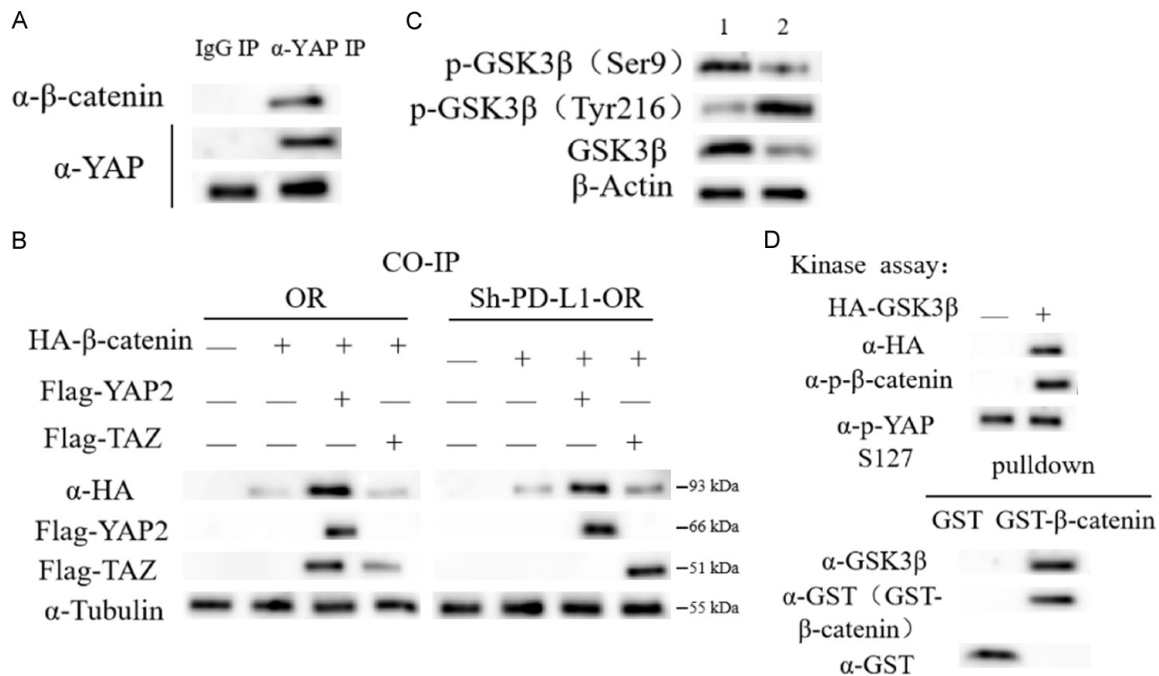 A
IgG IP α-YAP IP
α-β-catenin
α-YAP
C
1 2
p-GSK3β（Ser9）
p-GSK3β（Tyr216）
GSK3β
β-Actin
B
CO-IP
OR Sh-PD-L1-OR
HA-β-catenin — + + + — + + +
Flag-YAP2 — — + — — — + —
Flag-TAZ — — — + — — — +
α-HA –93 kDa
Flag-YAP2 –66 kDa
Flag-TAZ –51 kDa
α-Tubulin –55 kDa
D
Kinase assay:
HA-GSK3β — +
α-HA
α-p-β-catenin
α-p-YAP
S127
pulldown
GST GST-β-catenin
α-GSK3β
α-GST（GST-
β-catenin）
α-GST